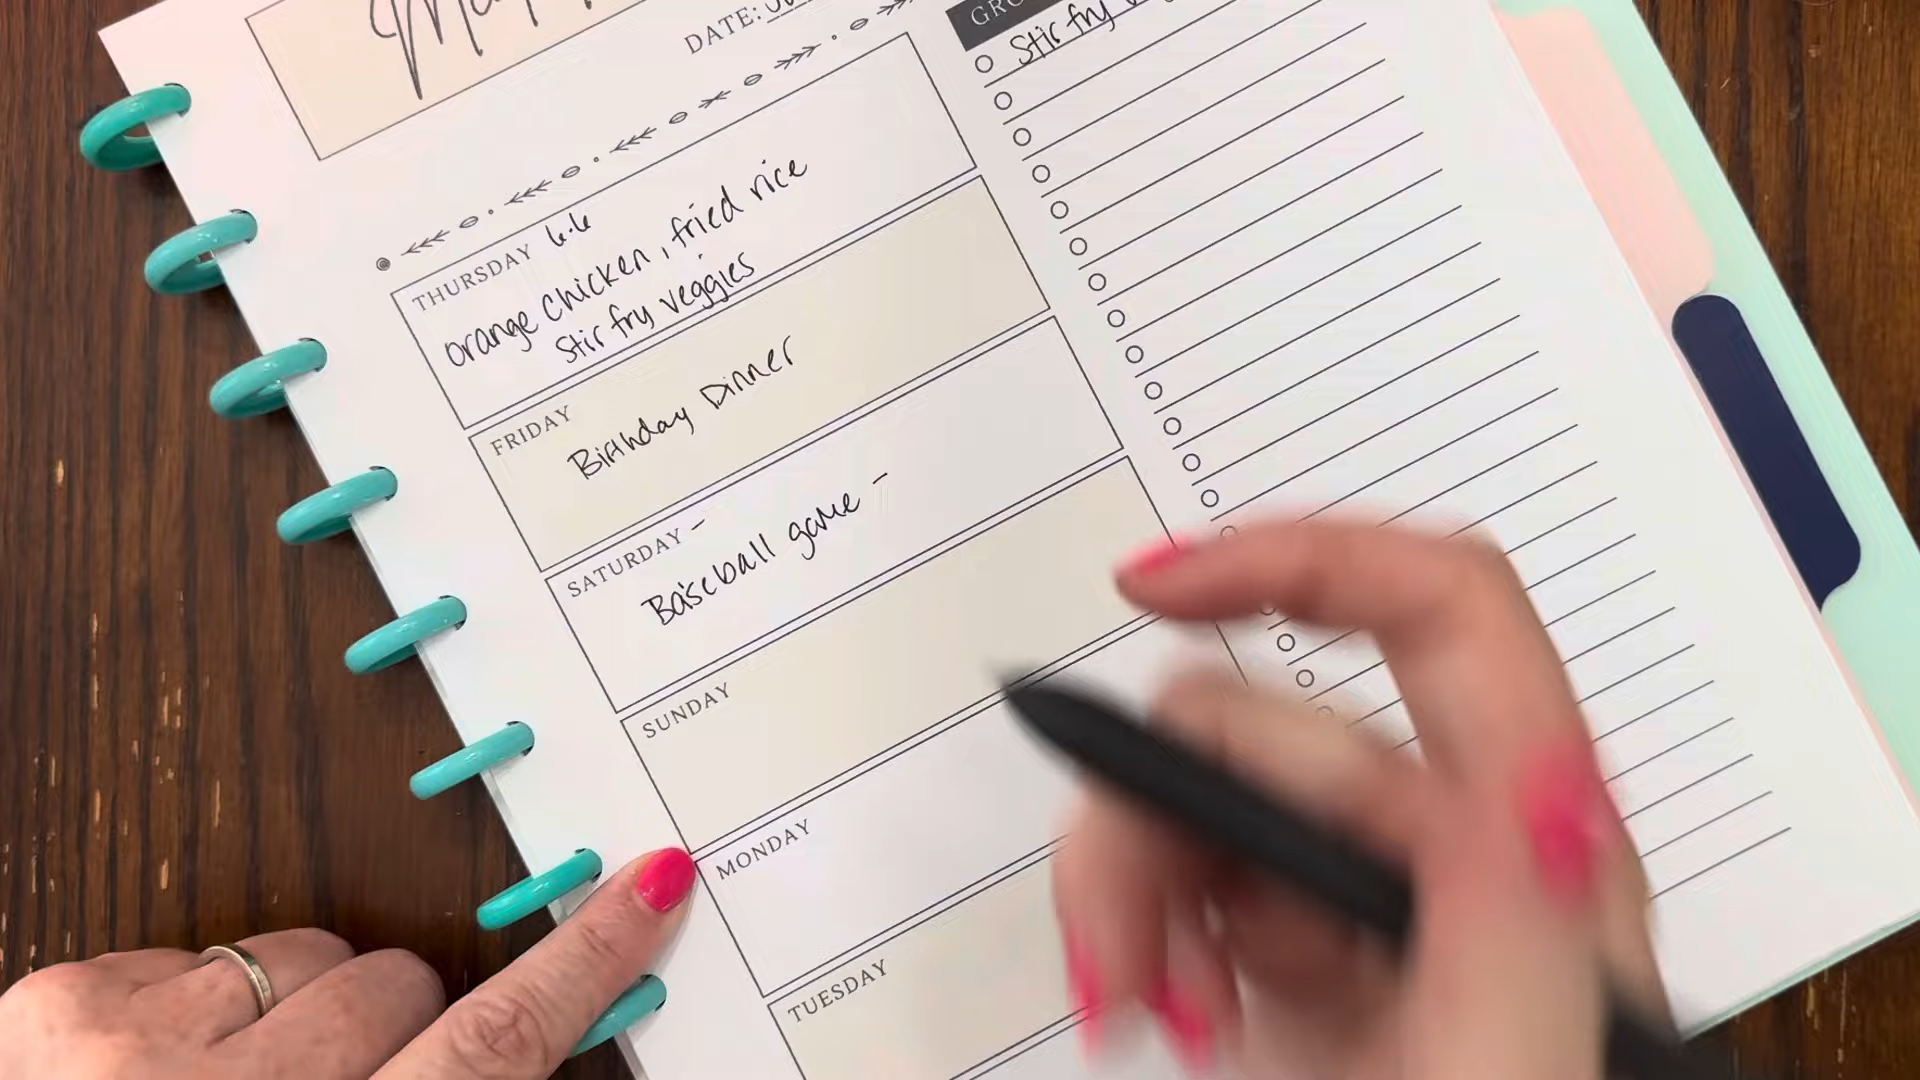 DATE:
THURSDAY 6.6
orange chicken, fried rice
Stir fry veggies
FRIDAY
Birthday Dinner
SATURDAY -
Baseball game -
SUNDAY
MONDAY
TUESDAY
Stir fry